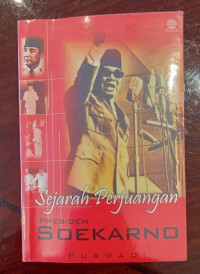 Sejarah Perjuangan
PRESIDEN
SOEKARNO
PURWADI